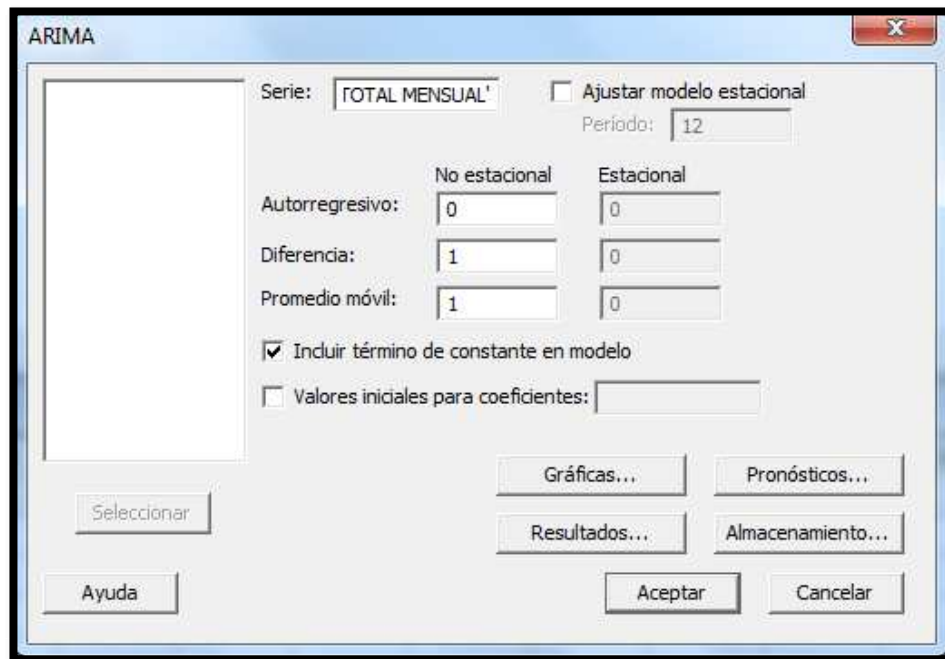 ARIMA
Serie: TOTAL MENSUAL'
Ajustar modelo estacional
Período: 12
No estacional Estacional
Autorregresivo: 0 0
Diferencia: 1 0
Promedio móvil: 1 0
Incluir término de constante en modelo
Valores iniciales para coeficientes:
Gráficas... Pronósticos...
Seleccionar
Resultados... Almacenamiento...
Ayuda Aceptar Cancelar